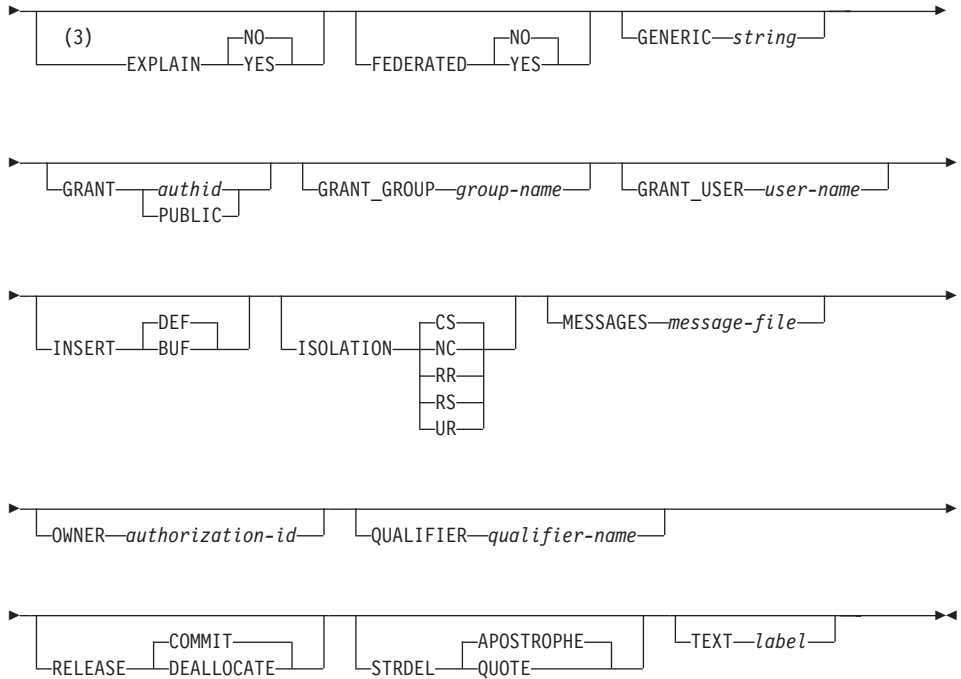 (3)
EXPLAIN NO YES FEDERATED NO YES GENERIC string
GRANT authid PUBLIC GRANT_GROUP group-name GRANT_USER user-name
INSERT DEF BUF ISOLATION CS NC RR RS UR MESSAGES message-file
OWNER authorization-id QUALIFIER qualifier-name
RELEASE COMMIT DEALLOCATE STRDEL APOSTROPHE QUOTE TEXT label